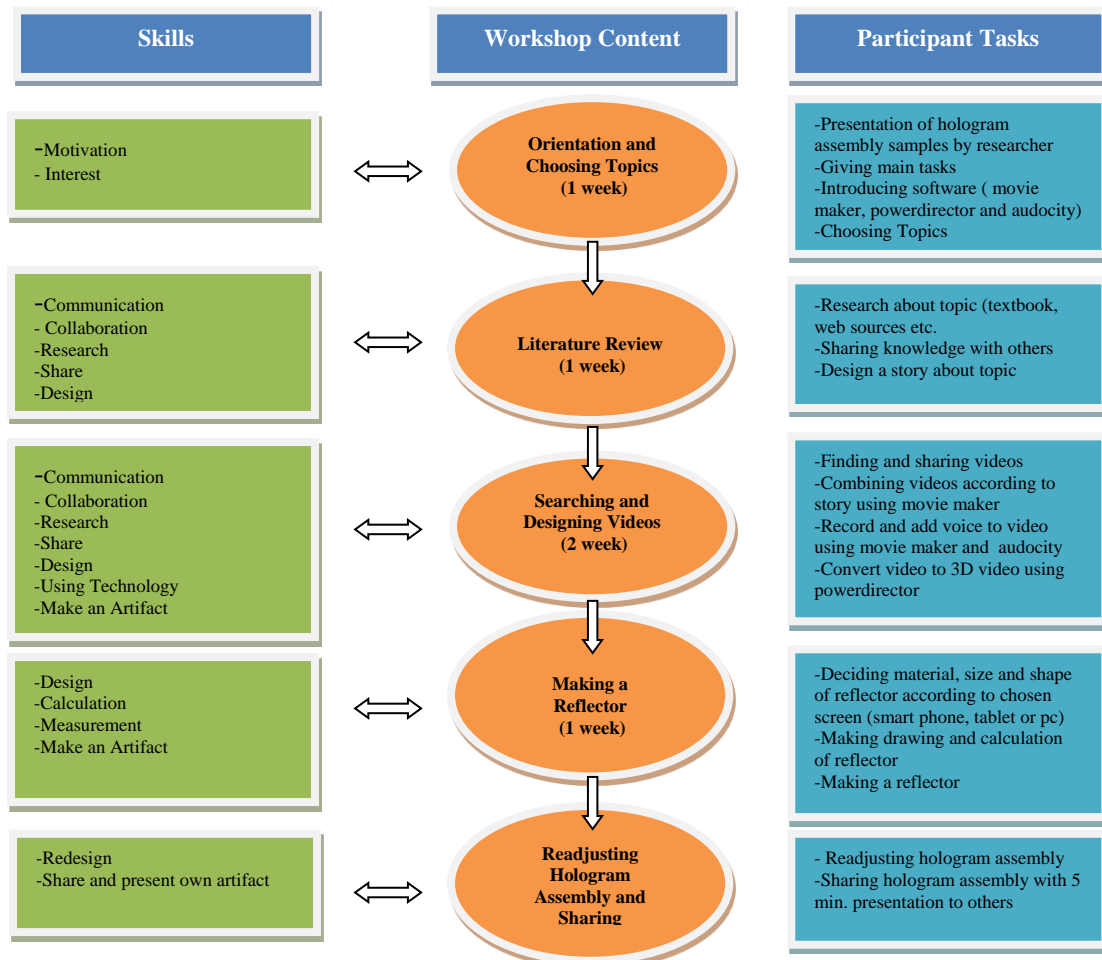 Skills
Workshop Content
Participant Tasks
-Motivation
- Interest
Orientation and
Choosing Topics
(1 week)
-Presentation of hologram
assembly samples by researcher
-Giving main tasks
-Introducing software ( movie
maker, powerdirector and audocity)
-Choosing Topics
-Communication
- Collaboration
-Research
-Share
-Design
Literature Review
(1 week)
-Research about topic (textbook,
web sources etc.
-Sharing knowledge with others
-Design a story about topic
-Communication
- Collaboration
-Research
-Share
-Design
-Using Technology
-Make an Artifact
Searching and
Designing Videos
(2 week)
-Finding and sharing videos
-Combining videos according to
story using movie maker
-Record and add voice to video
using movie maker and audocity
-Convert video to 3D video using
powerdirector
-Design
-Calculation
-Measurement
-Make an Artifact
Making a
Reflector
(1 week)
-Deciding material, size and shape
of reflector according to chosen
screen (smart phone, tablet or pc)
-Making drawing and calculation
of reflector
-Making a reflector
-Redesign
-Share and present own artifact
Readjusting
Hologram
Assembly and
Sharing
- Readjusting hologram assembly
-Sharing hologram assembly with 5
min. presentation to others